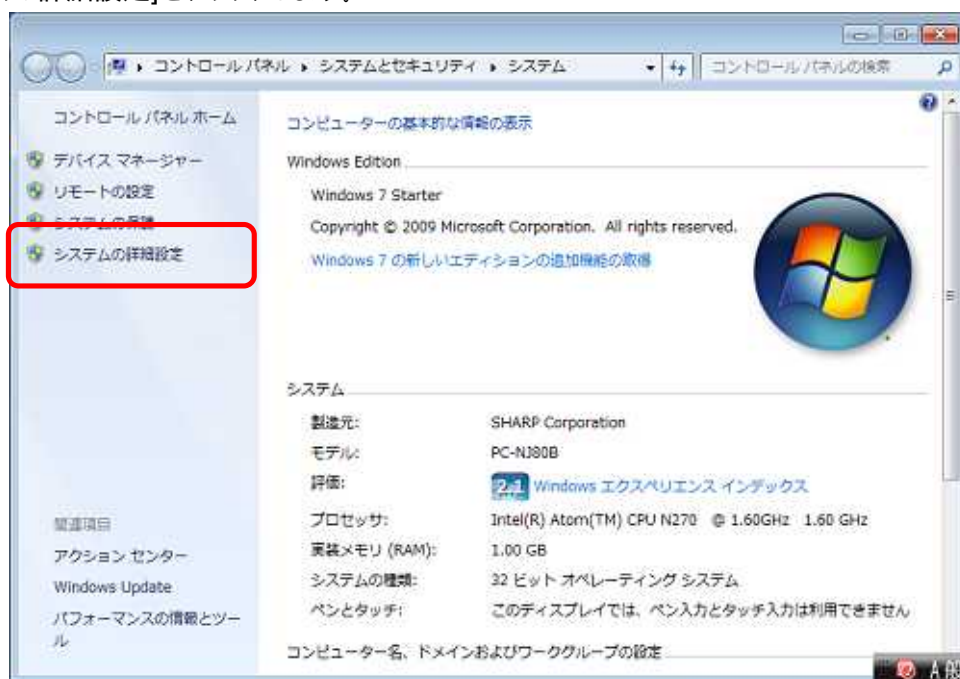 コントロール パネル ▸ システムとセキュリティ ▸ システム
コントロール パネルの検索
コントロール パネル ホーム
デバイス マネージャー
リモートの設定
システムの保護
システムの詳細設定
コンピューターの基本的な情報の表示
Windows Edition
Windows 7 Starter
Copyright © 2009 Microsoft Corporation. All rights reserved.
Windows 7 の新しいエディションの追加機能の取得
システム
製造元: SHARP Corporation
モデル: PC-NJ80B
評価: 2.1 Windows エクスペリエンス インデックス
プロセッサ: Intel(R) Atom(TM) CPU N270 @ 1.60GHz 1.60 GHz
実装メモリ (RAM): 1.00 GB
システムの種類: 32 ビット オペレーティング システム
ペンとタッチ: このディスプレイでは、ペン入力とタッチ入力は利用できません
コンピューター名、ドメインおよびワークグループの設定
関連項目
アクション センター
Windows Update
パフォーマンスの情報とツー
ル
A 般